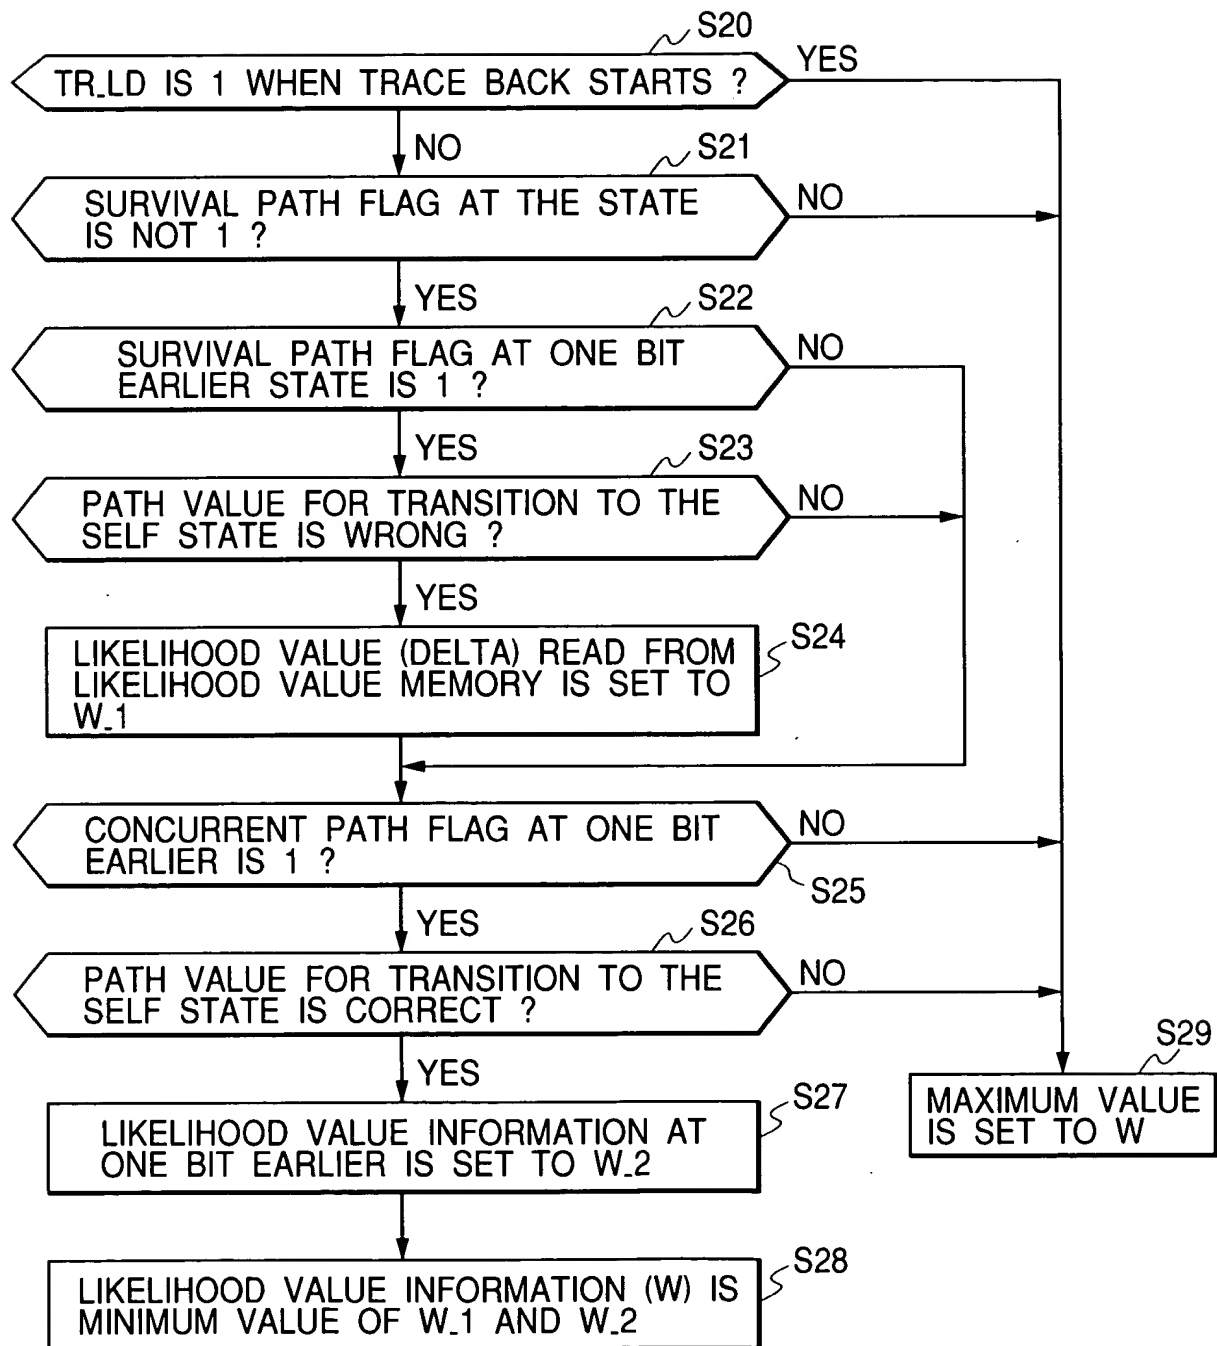 S20
TR_LD IS 1 WHEN TRACE BACK STARTS ?
YES
NO
S21
SURVIVAL PATH FLAG AT THE STATE
IS NOT 1 ?
NO
YES
S22
SURVIVAL PATH FLAG AT ONE BIT
EARLIER STATE IS 1 ?
NO
YES
S23
PATH VALUE FOR TRANSITION TO THE
SELF STATE IS WRONG ?
NO
YES
S24
LIKELIHOOD VALUE (DELTA) READ FROM
LIKELIHOOD VALUE MEMORY IS SET TO
W_1
CONCURRENT PATH FLAG AT ONE BIT
EARLIER IS 1 ?
NO
S25
YES
S26
PATH VALUE FOR TRANSITION TO THE
SELF STATE IS CORRECT ?
NO
YES
S27
LIKELIHOOD VALUE INFORMATION AT
ONE BIT EARLIER IS SET TO W_2
S29
MAXIMUM VALUE
IS SET TO W
S28
LIKELIHOOD VALUE INFORMATION (W) IS
MINIMUM VALUE OF W_1 AND W_2